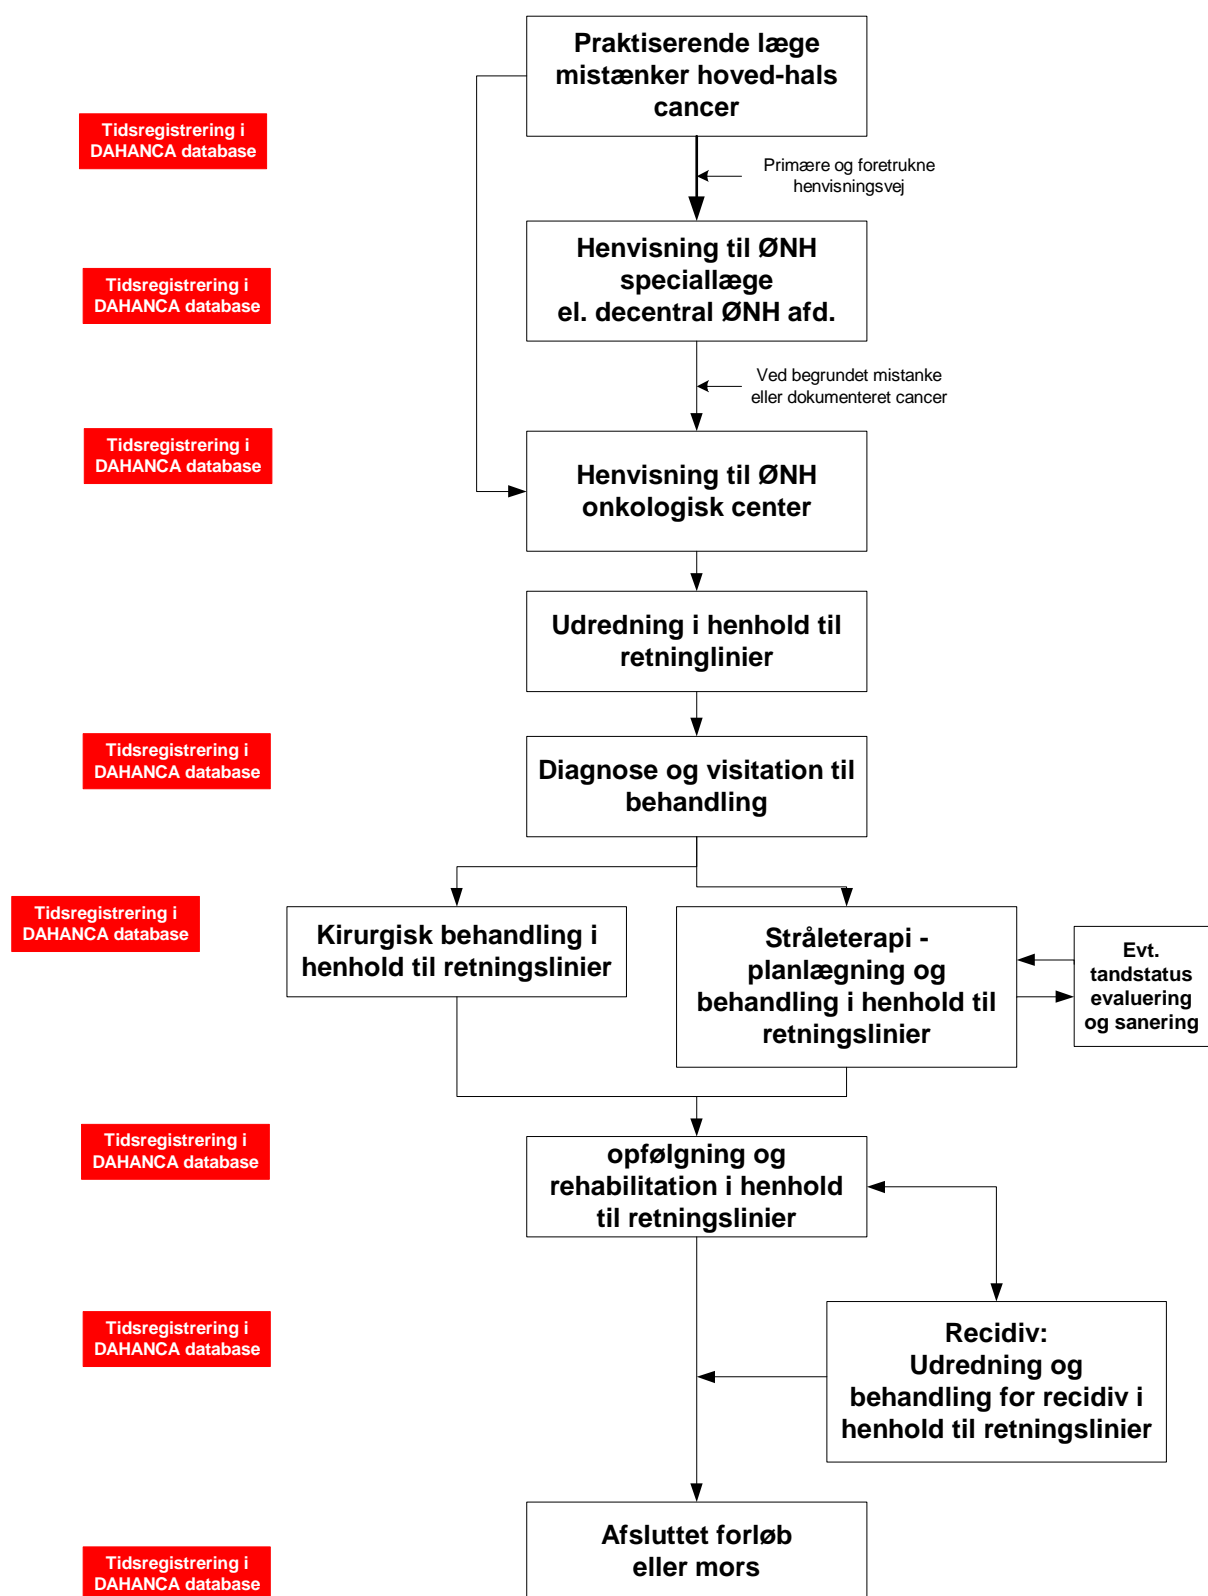 Praktiserende læge
mistænker hoved-hals
cancer
Tidsregistrering i
DAHANCA database
Primære og foretrukne
henvisningsvej
Henvisning til ØNH
speciallæge
el. decentral ØNH afd.
Tidsregistrering i
DAHANCA database
Ved begrundet mistanke
eller dokumenteret cancer
Tidsregistrering i
DAHANCA database
Henvisning til ØNH
onkologisk center
Udredning i henhold til
retninglinier
Tidsregistrering i
DAHANCA database
Diagnose og visitation til
behandling
Tidsregistrering i
DAHANCA database
Kirurgisk behandling i
henhold til retningslinier
Stråleterapi -
planlægning og
behandling i henhold til
retningslinier
Evt.
tandstatus
evaluering
og sanering
Tidsregistrering i
DAHANCA database
opfølgning og
rehabilitation i henhold
til retningslinier
Tidsregistrering i
DAHANCA database
Recidiv:
Udredning og
behandling for recidiv i
henhold til retningslinier
Afsluttet forløb
eller mors
Tidsregistrering i
DAHANCA database